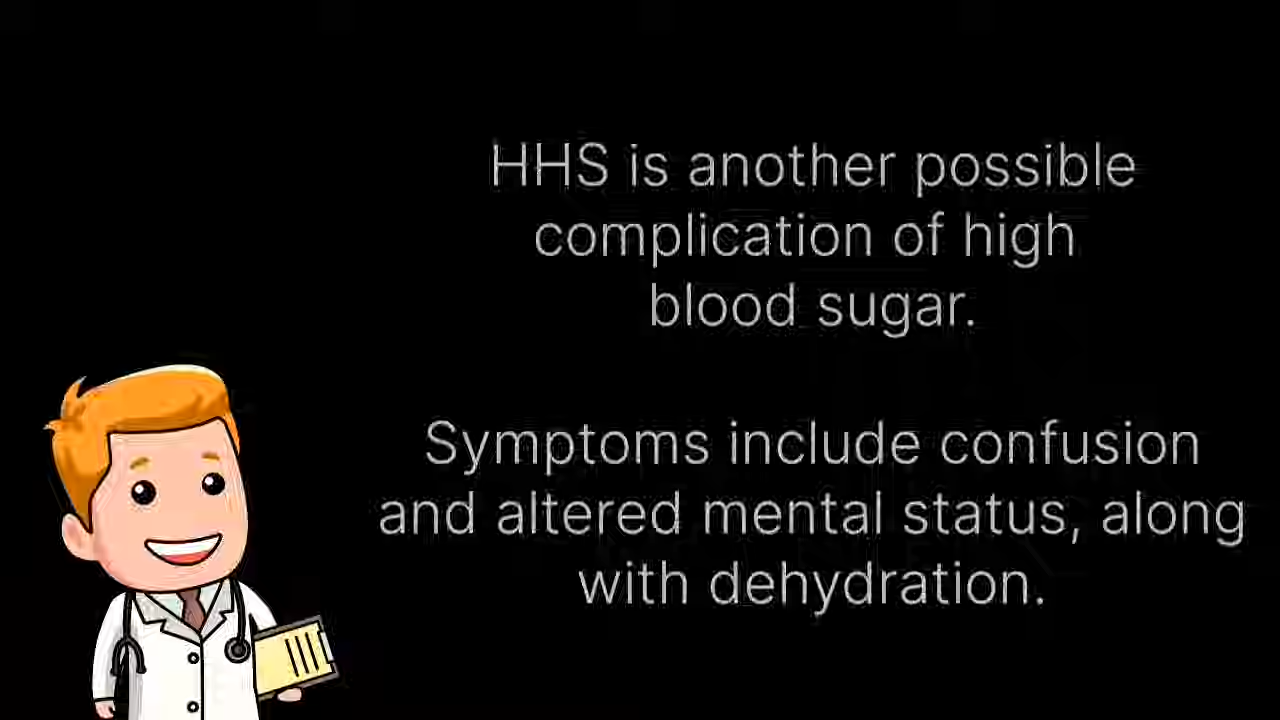 HHS is another possible
complication of high
blood sugar.
Symptoms include confusion
and altered mental status, along
with dehydration.